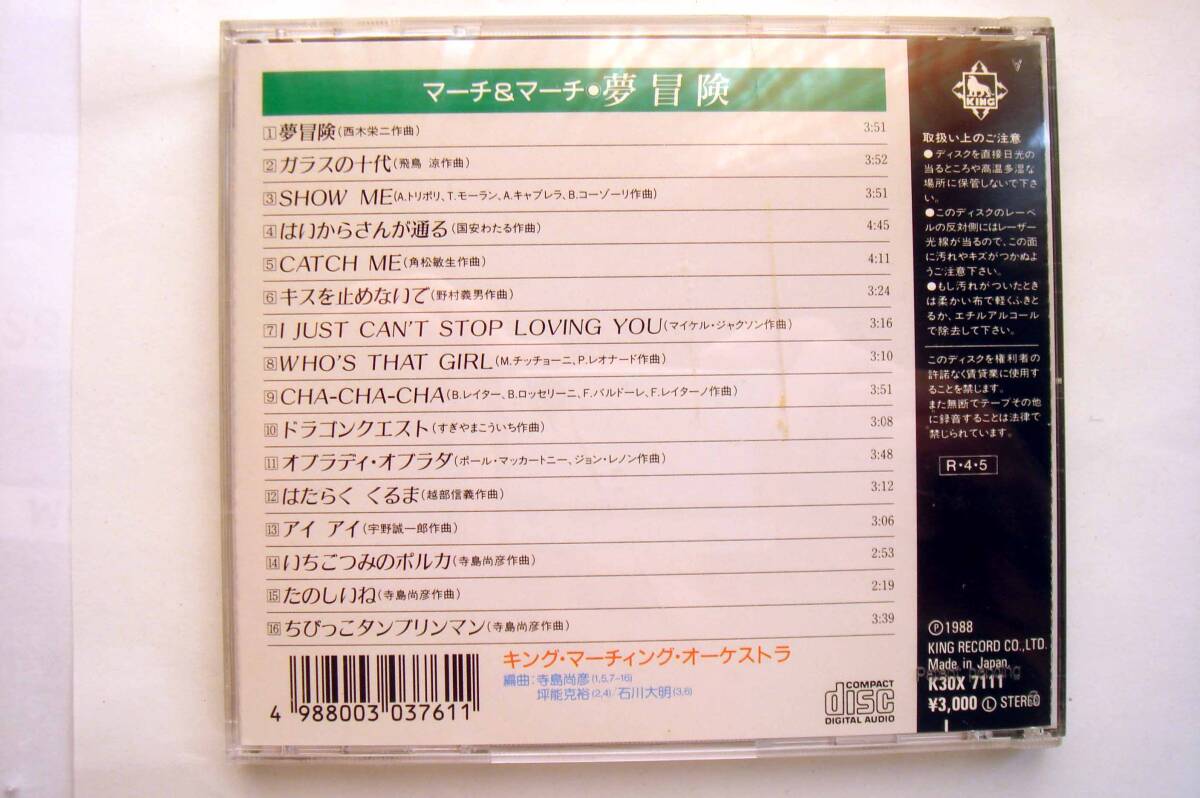 マーチ&マーチ•夢冒険
1 夢冒険(西木栄二作曲) 3:51
2 ガラスの十代(飛鳥 涼作曲) 3:52
3 SHOW ME(A.トリポリ、T.モーラン、A.キャブレラ、B.コーゾーリ作曲) 3:51
4 はいからさんが通る(国安わたる作曲) 4:45
5 CATCH ME(角松敏生作曲) 4:11
6 キスを止めないで(野村義男作曲) 3:24
7 I JUST CAN'T STOP LOVING YOU(マイケル・ジャクソン作曲) 3:16
8 WHO'S THAT GIRL(M.チッチョーニ、P.レオナード作曲) 3:10
9 CHA-CHA-CHA(B.レイター、B.ロッセリーニ、F.バルドーレ、F.レイターノ作曲) 3:51
10 ドラゴンクエスト(すぎやまこういち作曲) 3:08
11 オブラディ・オブラダ(ポール・マッカートニー、ジョン・レノン作曲) 3:48
12 はたらく くるま(越部信義作曲) 3:12
13 アイ アイ(宇野誠一郎作曲) 3:06
14 いちごつみのポルカ(寺島尚彦作曲) 2:53
15 たのしいね(寺島尚彦作曲) 2:19
16 ちびっこタンブリンマン(寺島尚彦作曲) 3:39
キング・マーチィング・オーケストラ
編曲:寺島尚彦(1,5,7-16)
坪能克裕(2,4)/石川大明(3,6)
4 988003 037611
COMPACT
disc
DIGITAL AUDIO
KING
取扱い上のご注意
●ディスクを直接日光の
当るところや高温多湿な
場所に保管しないで下さ
い。
●このディスクのレーベ
ルの反対側にはレーザー
光線が当るので、この面
に汚れやキズがつかぬよ
うご注意下さい。
●もし汚れがついたとき
は柔かい布で軽くふきと
るか、エチルアルコール
で除去して下さい。
このディスクを権利者の
許諾なく賃貸業に使用す
ることを禁じます。
また無断でテープその他
に録音することは法律で
禁じられています。
R・4・5
Ⓟ1988
KING RECORD CO.,LTD.
Made in Japan
Patent pending
K30X 7111
¥3,000 Ⓛ STEREO